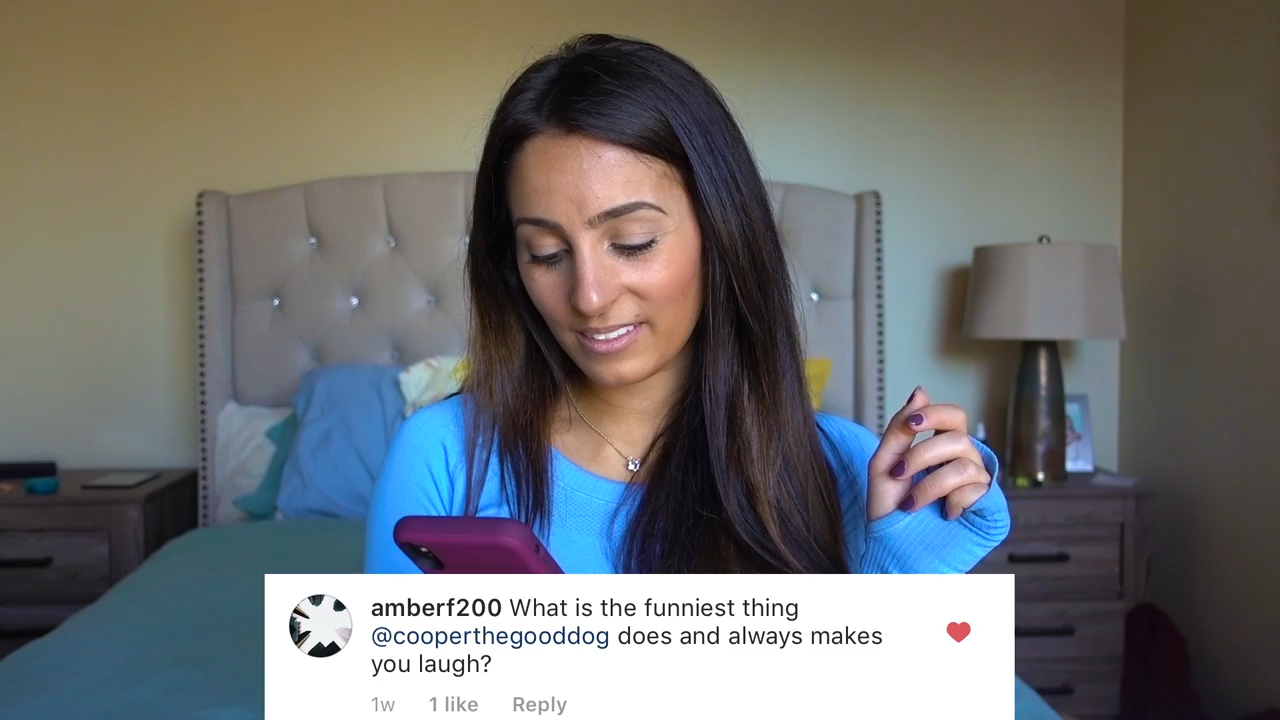 amberf200 What is the funniest thing
@cooperthegooddog does and always makes
you laugh?
1w 1 like Reply